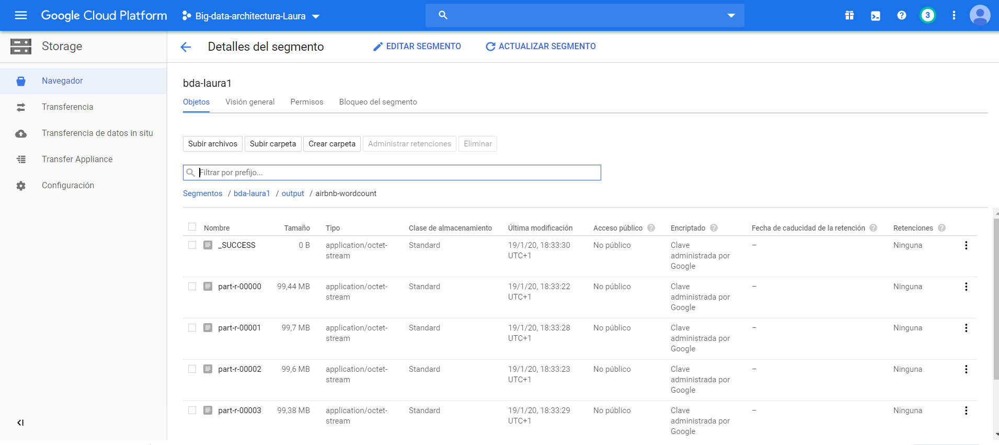 Google Cloud Platform Big-data-architectura-Laura 3
Storage
Detalles del segmento EDITAR SEGMENTO ACTUALIZAR SEGMENTO
Navegador
Transferencia
Transferencia de datos in situ
Transfer Appliance
Configuración
bda-laura1
Objetos Visión general Permisos Bloqueo del segmento
Subir archivos Subir carpeta Crear carpeta Administrar retenciones Eliminar
Filtrar por prefijo...
Segmentos / bda-laura1 / output / airbnb-wordcount
Nombre Tamaño Tipo Clase de almacenamiento Última modificación Acceso público ? Encriptado ? Fecha de caducidad de la retención ? Retenciones ?
_SUCCESS 0 B application/octet- Standard 19/1/20, 18:33:30 No público Clave – Ninguna
stream UTC+1 administrada por
Google
part-r-00000 99,44 MB application/octet- Standard 19/1/20, 18:33:22 No público Clave – Ninguna
stream UTC+1 administrada por
Google
part-r-00001 99,7 MB application/octet- Standard 19/1/20, 18:33:28 No público Clave – Ninguna
stream UTC+1 administrada por
Google
part-r-00002 99,6 MB application/octet- Standard 19/1/20, 18:33:23 No público Clave – Ninguna
stream UTC+1 administrada por
Google
part-r-00003 99,38 MB application/octet- Standard 19/1/20, 18:33:29 No público Clave – Ninguna
stream UTC+1 administrada por
Google